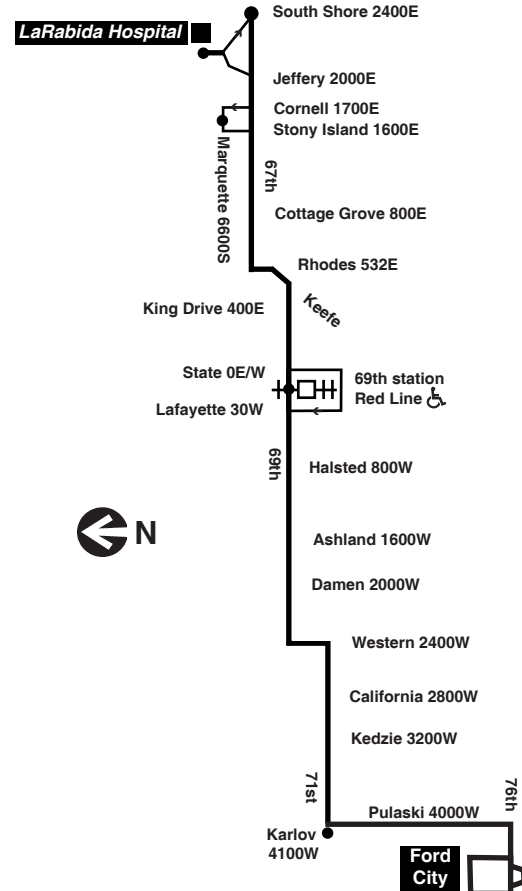 South Shore 2400E
LaRabida Hospital
Jeffery 2000E
Cornell 1700E
Stony Island 1600E
Marquette 6600S
67th
Cottage Grove 800E
Rhodes 532E
Keefe
King Drive 400E
State 0E/W
69th station
Red Line
Lafayette 30W
69th
Halsted 800W
N
Ashland 1600W
Damen 2000W
Western 2400W
California 2800W
Kedzie 3200W
71st
76th
Pulaski 4000W
Karlov
4100W
Ford
City